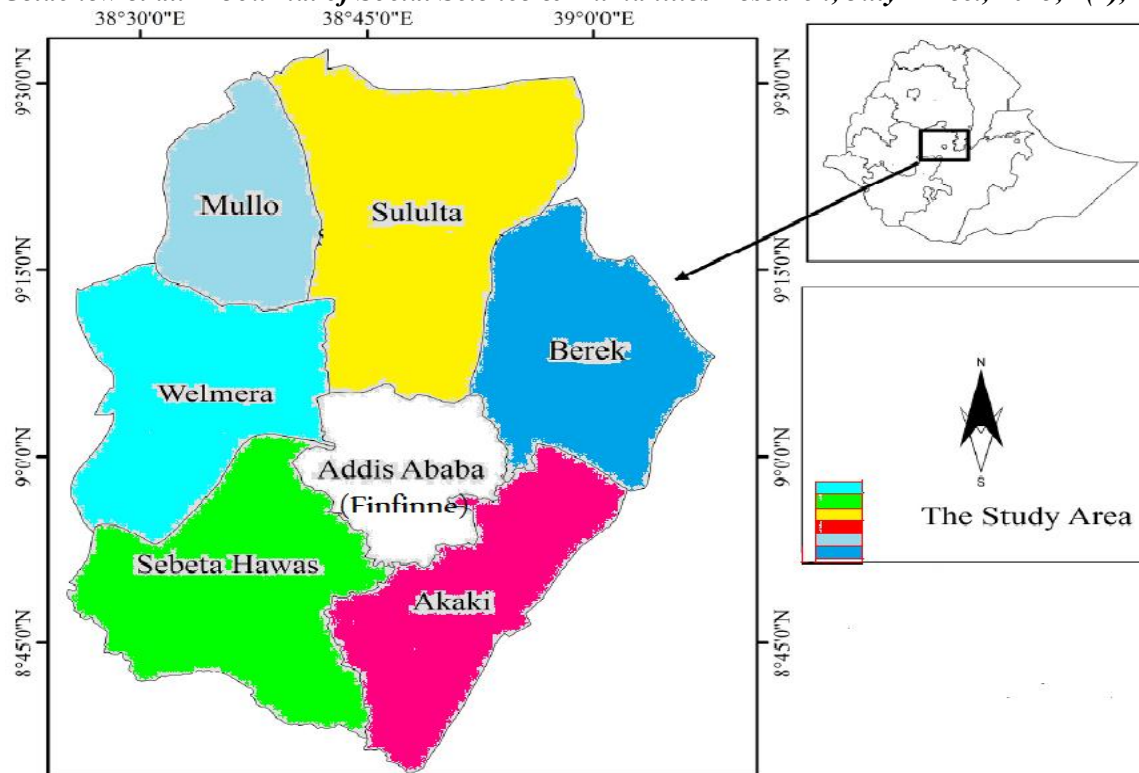 38°30'0"E 38°45'0"E 39°0'0"E
9°30'0"N 9°30'0"N
Mullo Sululta
9°15'0"N 9°15'0"N
Berek
Welmera
9°0'0"N 9°0'0"N
Addis Ababa
(Finfinne)
Sebeta Hawas
Akaki
8°45'0"N 8°45'0"N
N
S
The Study Area